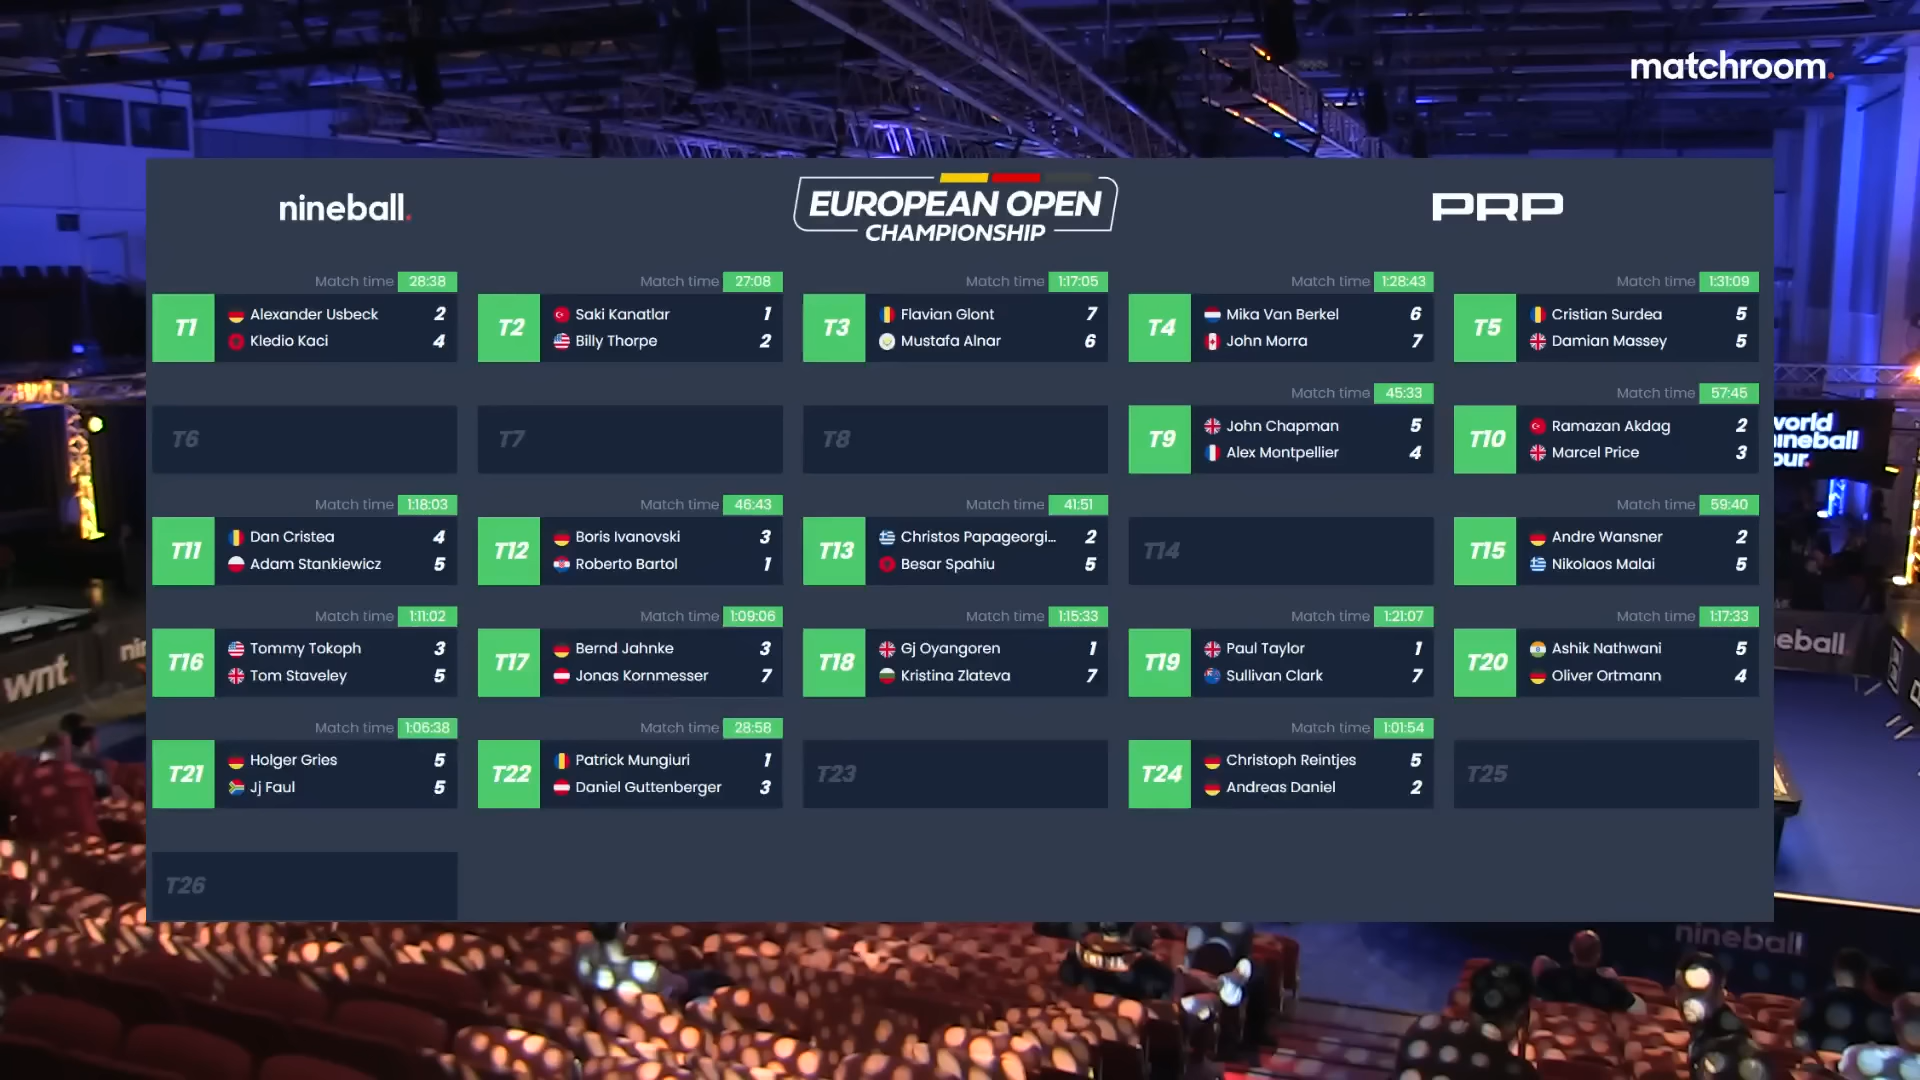 matchroom.
nineball.
EUROPEAN OPEN
CHAMPIONSHIP
PRP
Match time 28:38
T1
Alexander Usbeck 2
Kledio Kaci 4
Match time 27:08
T2
Saki Kanatlar 1
Billy Thorpe 2
Match time 1:17:05
T3
Flavian Glont 7
Mustafa Alnar 6
Match time 1:28:43
T4
Mika Van Berkel 6
John Morra 7
Match time 1:31:09
T5
Cristian Surdea 5
Damian Massey 5
T6
T7
T8
Match time 45:33
T9
John Chapman 5
Alex Montpellier 4
Match time 57:45
T10
Ramazan Akdag 2
Marcel Price 3
Match time 1:18:03
T11
Dan Cristea 4
Adam Stankiewicz 5
Match time 46:43
T12
Boris Ivanovski 3
Roberto Bartol 1
Match time 41:51
T13
Christos Papageorgi... 2
Besar Spahiu 5
T14
Match time 59:40
T15
Andre Wansner 2
Nikolaos Malai 5
Match time 1:11:02
T16
Tommy Tokoph 3
Tom Staveley 5
Match time 1:09:06
T17
Bernd Jahnke 3
Jonas Kornmesser 7
Match time 1:15:33
T18
Gj Oyangoren 1
Kristina Zlateva 7
Match time 1:21:07
T19
Paul Taylor 1
Sullivan Clark 7
Match time 1:17:33
T20
Ashik Nathwani 5
Oliver Ortmann 4
Match time 1:06:38
T21
Holger Gries 5
Jj Faul 5
Match time 28:58
T22
Patrick Mungiuri 1
Daniel Guttenberger 3
T23
Match time 1:01:54
T24
Christoph Reintjes 5
Andreas Daniel 2
T25
T26
world
nineball
our.
wnt.
nin
eball
nineball